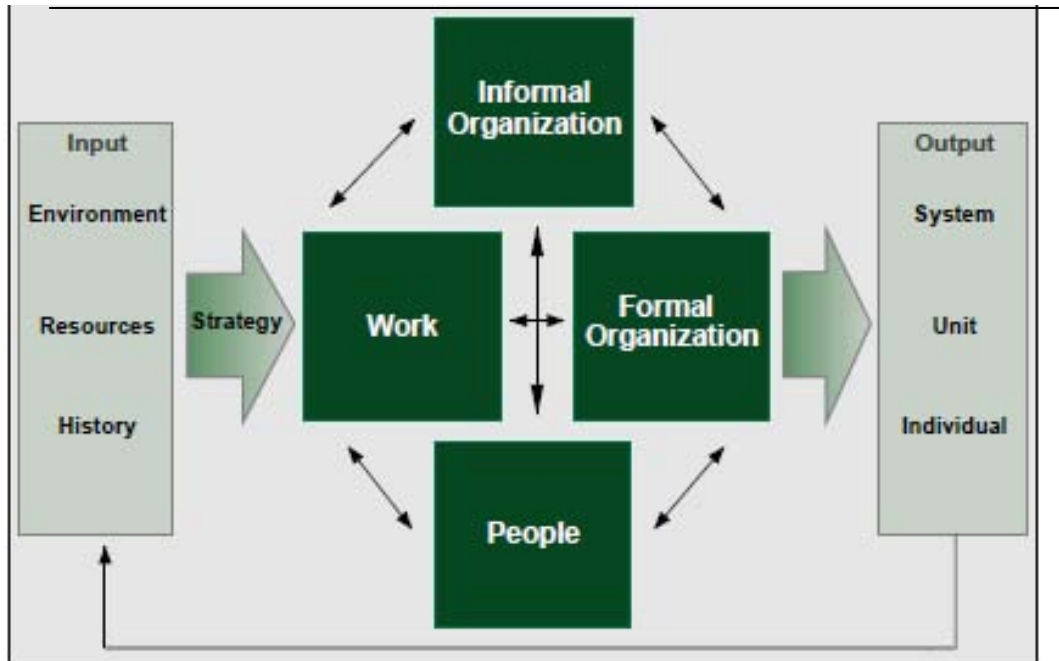 Informal
Organization
Input
Environment
Resources
History
Strategy
Work
Formal
Organization
People
Output
System
Unit
Individual